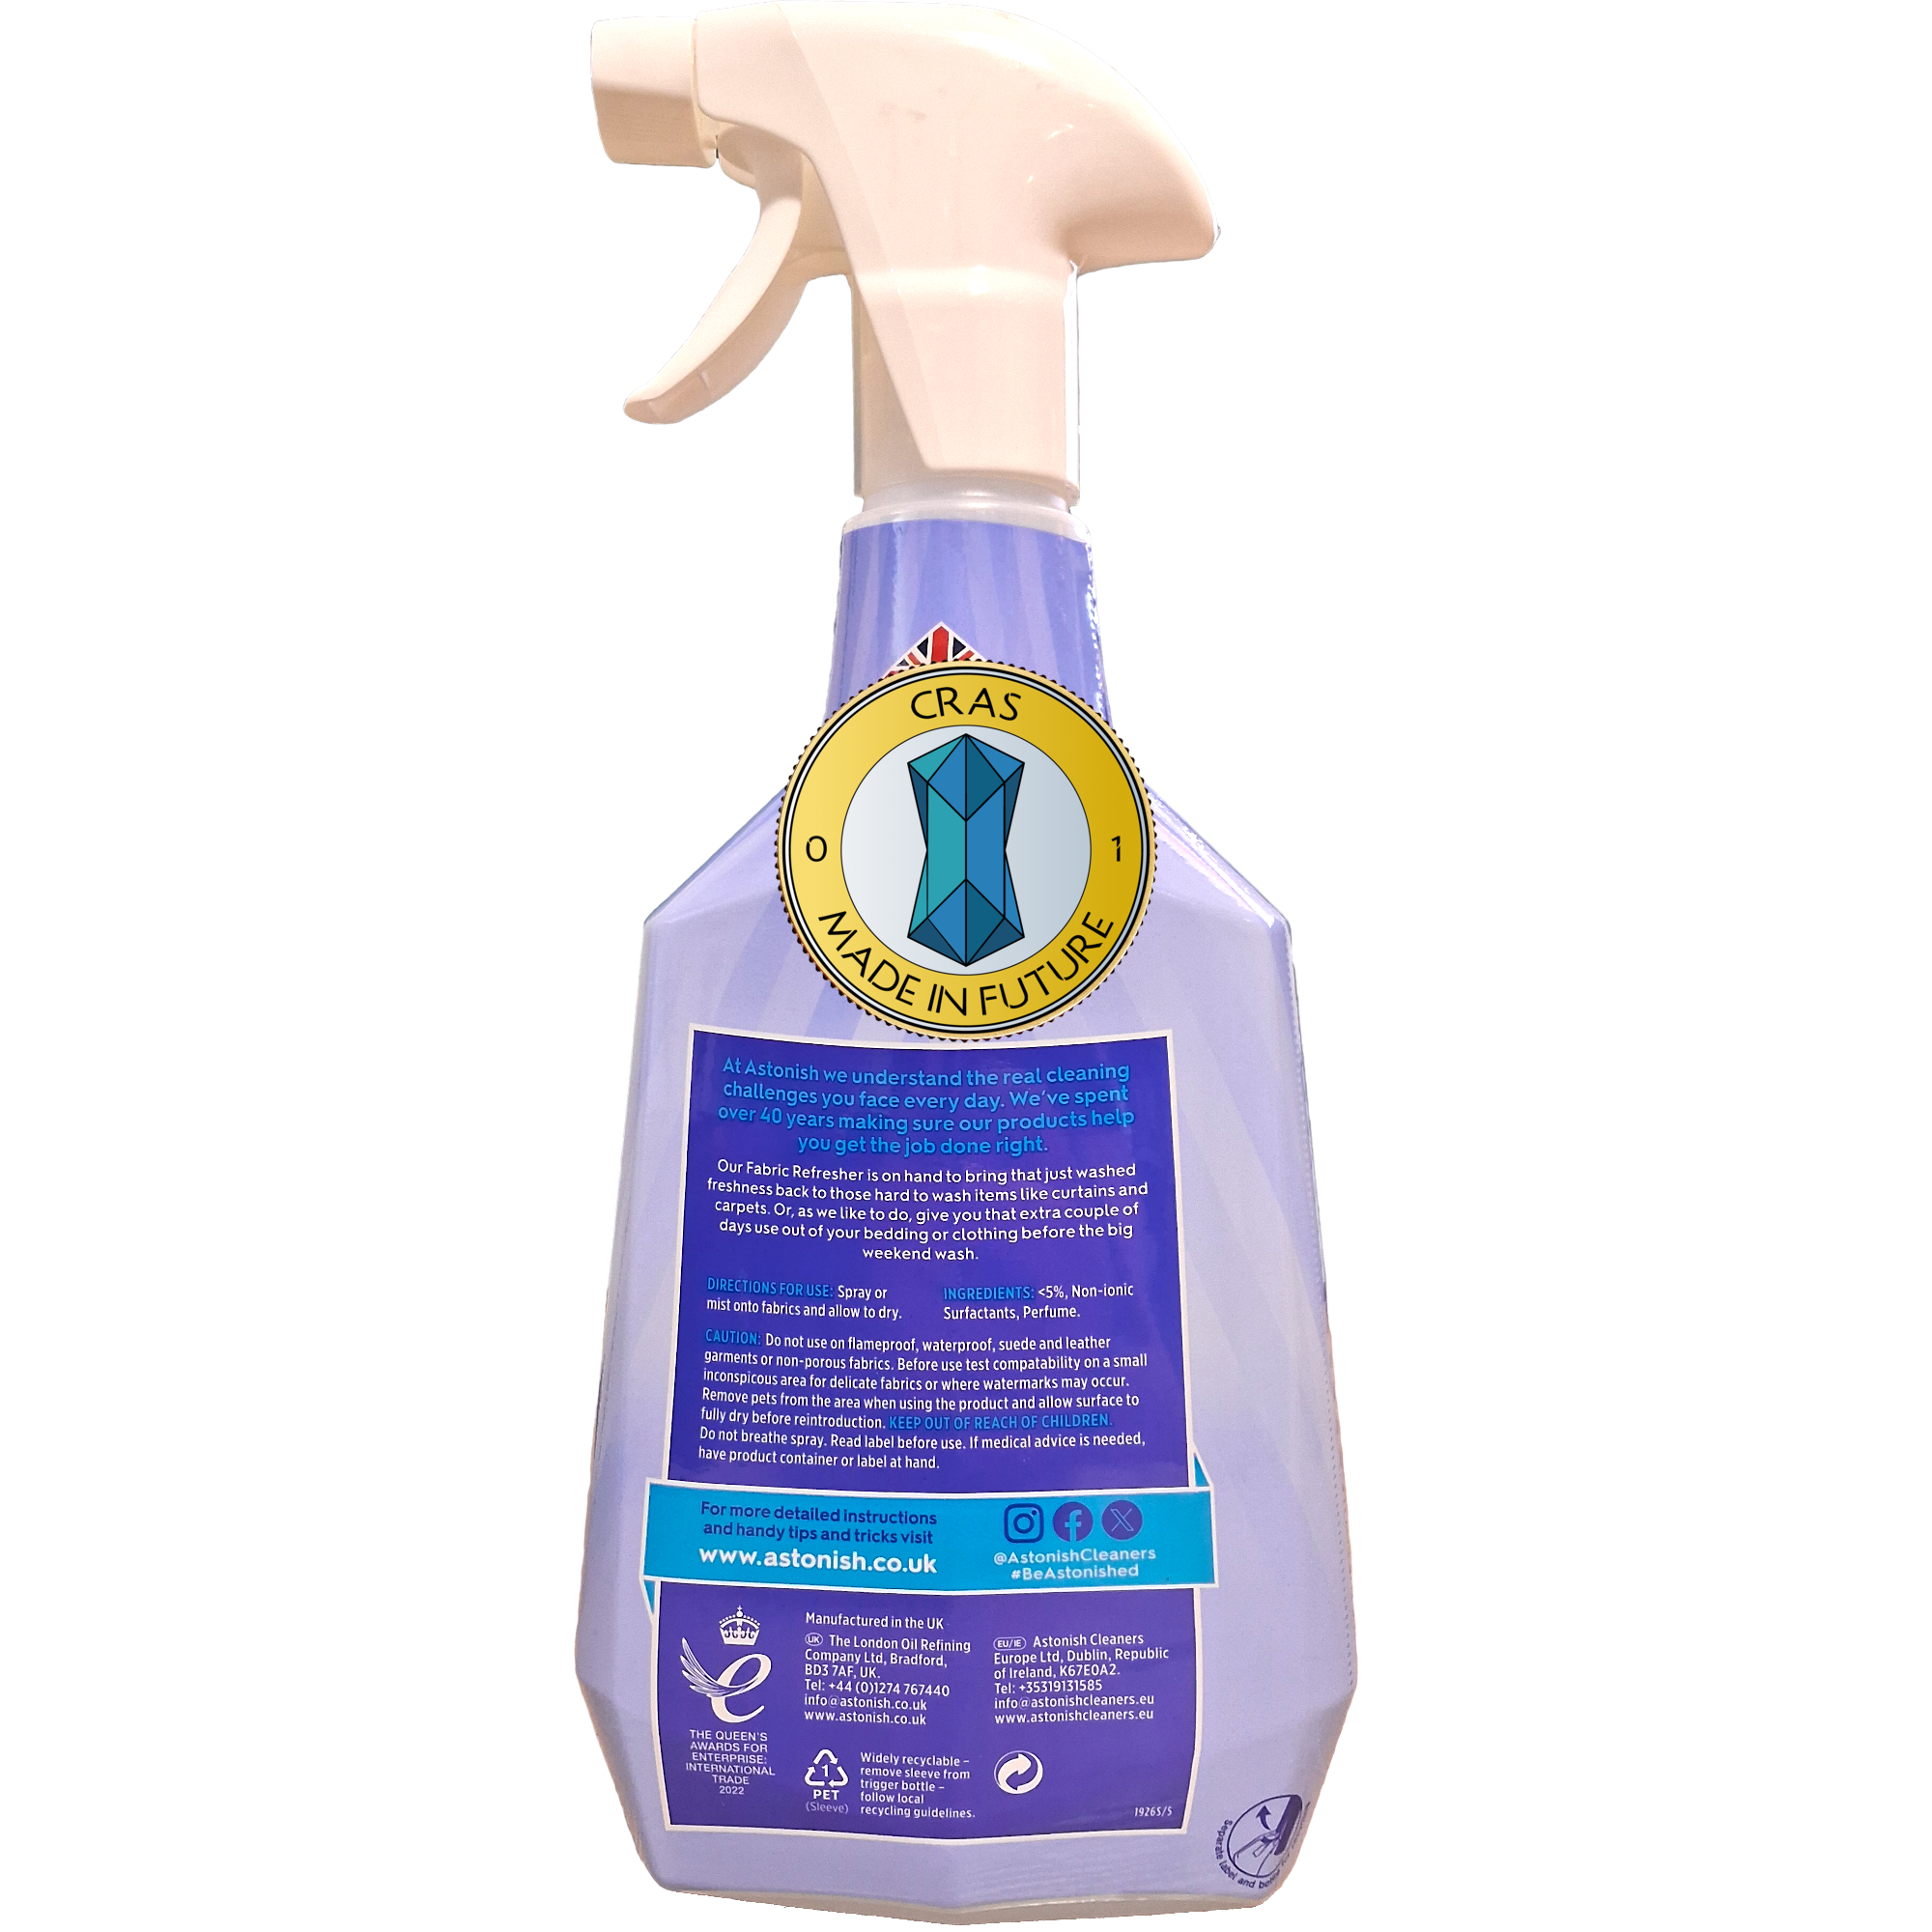 CRAS
0 1
MADE IN FUTURE
At Astonish we understand the real cleaning
challenges you face every day. We've spent
over 40 years making sure our products help
you get the job done right.
Our Fabric Refresher is on hand to bring that just washed
freshness back to those hard to wash items like curtains and
carpets. Or, as we like to do, give you that extra couple of
days use out of your bedding or clothing before the big
weekend wash.
DIRECTIONS FOR USE: Spray or
mist onto fabrics and allow to dry.
INGREDIENTS: <5%, Non-ionic
Surfactants, Perfume.
CAUTION: Do not use on flameproof, waterproof, suede and leather
garments or non-porous fabrics. Before use test compatability on a small
inconspicous area for delicate fabrics or where watermarks may occur.
Remove pets from the area when using the product and allow surface to
fully dry before reintroduction. KEEP OUT OF REACH OF CHILDREN.
Do not breathe spray. Read label before use. If medical advice is needed,
have product container or label at hand.
For more detailed instructions
and handy tips and tricks visit
www.astonish.co.uk
@AstonishCleaners
#BeAstonished
THE QUEEN'S
AWARDS FOR
ENTERPRISE:
INTERNATIONAL
TRADE
2022
Manufactured in the UK
UK The London Oil Refining
Company Ltd, Bradford,
BD3 7AF, UK.
Tel: +44 (0)1274 767440
info@astonish.co.uk
www.astonish.co.uk
EU/IE Astonish Cleaners
Europe Ltd, Dublin, Republic
of Ireland, K67E0A2.
Tel: +35319131585
info@astonishcleaners.eu
www.astonishcleaners.eu
1
PET
(Sleeve)
Widely recyclable –
remove sleeve from
trigger bottle –
follow local
recycling guidelines.
19265/5
Separate label and